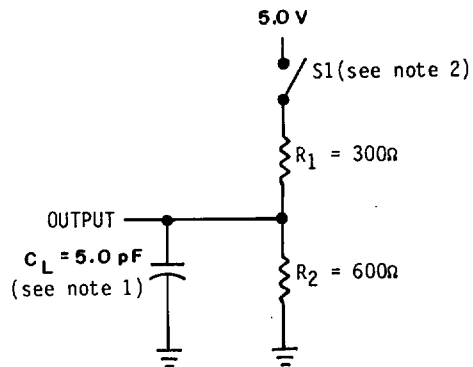 5.0 V
S1(see note 2)
R1 = 300Ω
OUTPUT
CL = 5.0 pF
(see note 1)
R2 = 600Ω